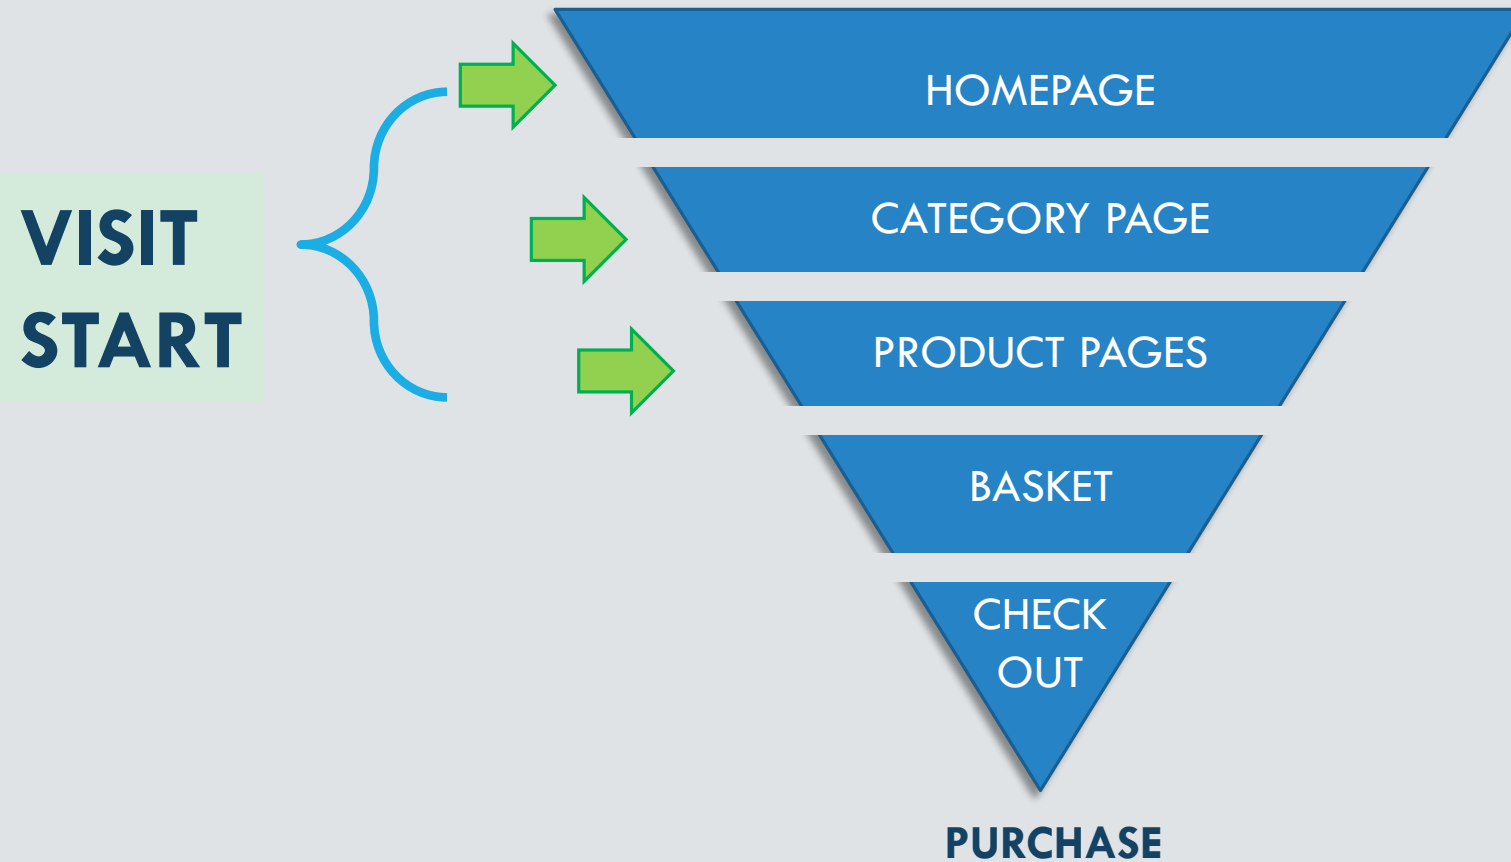 HOMEPAGE
CATEGORY PAGE
VISIT
START
PRODUCT PAGES
BASKET
CHECK
OUT
PURCHASE